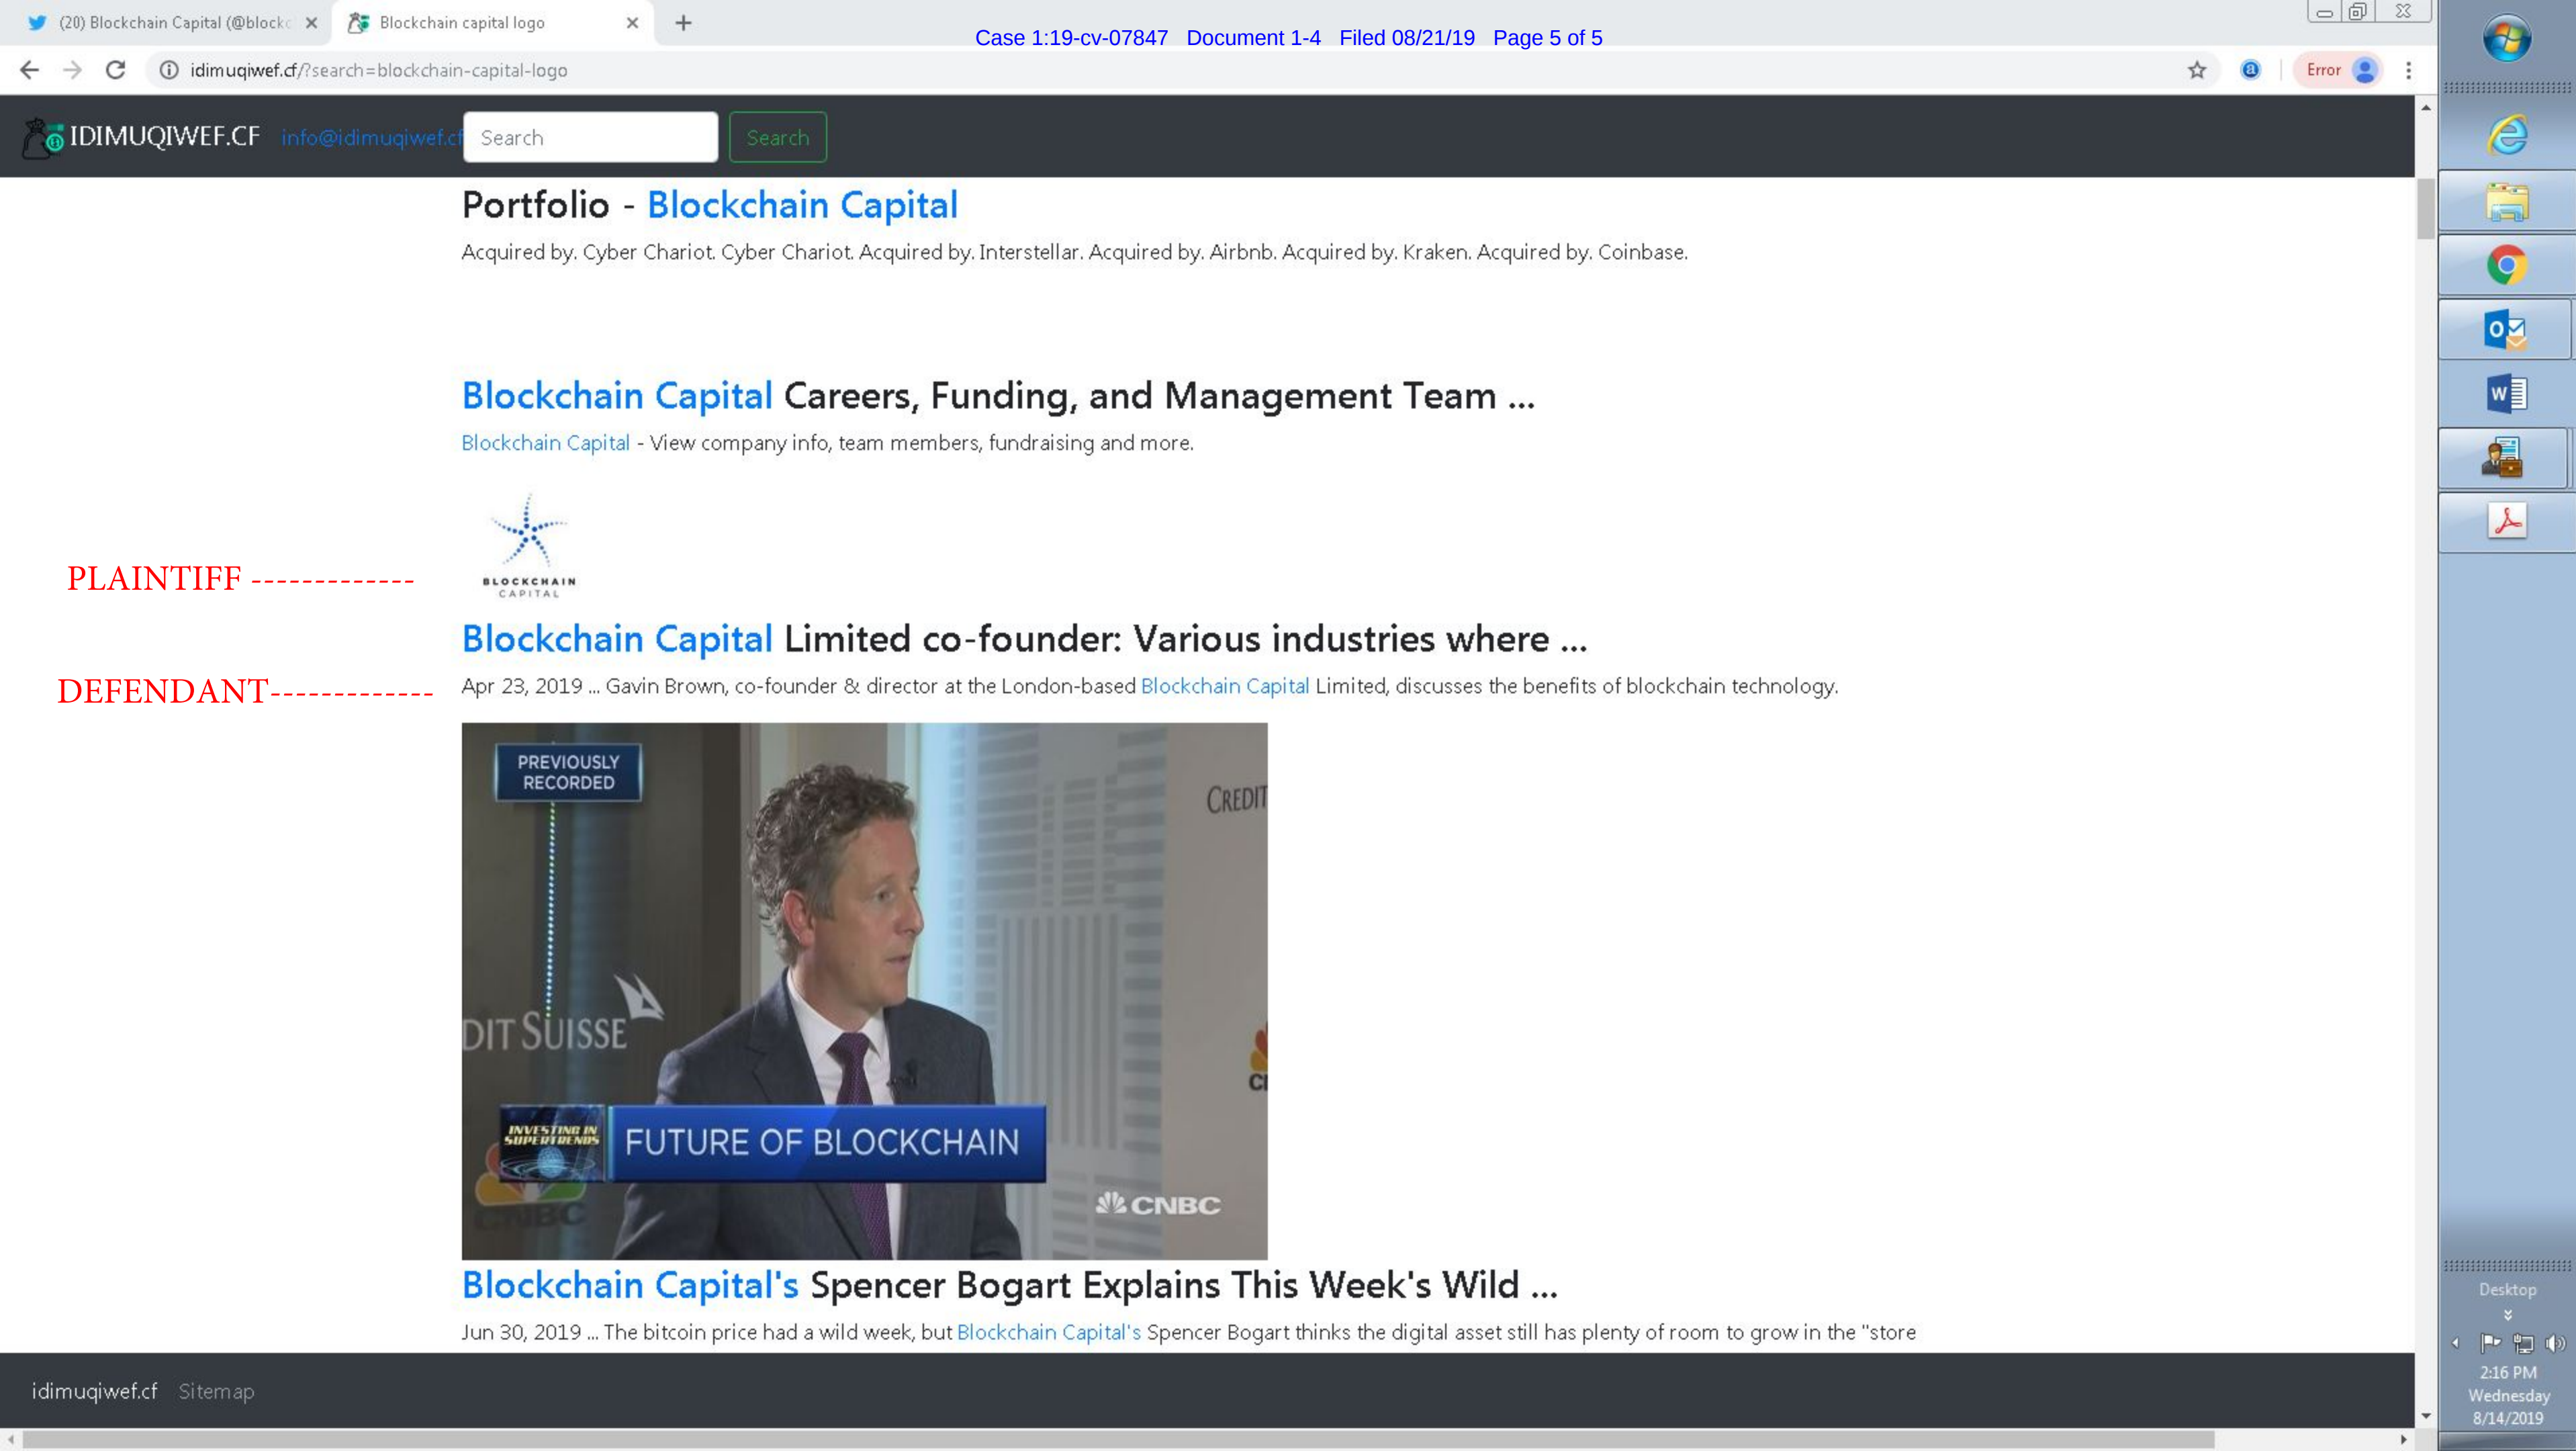 (20) Blockchain Capital (@blockc
Blockchain capital logo
Case 1:19-cv-07847 Document 1-4 Filed 08/21/19 Page 5 of 5
idimuqiwef.cf/?search=blockchain-capital-logo
Error
IDIMUQIWEF.CF info@idimuqiwef.cf Search Search
Portfolio - Blockchain Capital
Acquired by. Cyber Chariot. Cyber Chariot. Acquired by. Interstellar. Acquired by. Airbnb. Acquired by. Kraken. Acquired by. Coinbase.
Blockchain Capital Careers, Funding, and Management Team ...
Blockchain Capital - View company info, team members, fundraising and more.
BLOCKCHAIN
CAPITAL
PLAINTIFF -------------
Blockchain Capital Limited co-founder: Various industries where ...
DEFENDANT-------------
Apr 23, 2019 ... Gavin Brown, co-founder & director at the London-based Blockchain Capital Limited, discusses the benefits of blockchain technology.
PREVIOUSLY
RECORDED
CREDIT
DIT SUISSE
INVESTING IN
SUPERTRENDS
FUTURE OF BLOCKCHAIN
CNBC
CNBC
Blockchain Capital's Spencer Bogart Explains This Week's Wild ...
Jun 30, 2019 ... The bitcoin price had a wild week, but Blockchain Capital's Spencer Bogart thinks the digital asset still has plenty of room to grow in the "store
idimuqiwef.cf Sitemap
Desktop
2:16 PM
Wednesday
8/14/2019